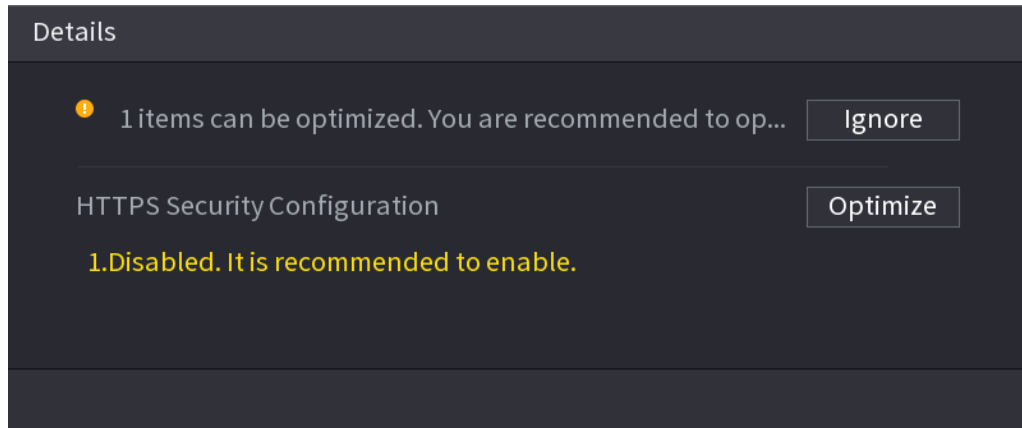 Details
1 items can be optimized. You are recommended to op...
Ignore
HTTPS Security Configuration
Optimize
1.Disabled. It is recommended to enable.